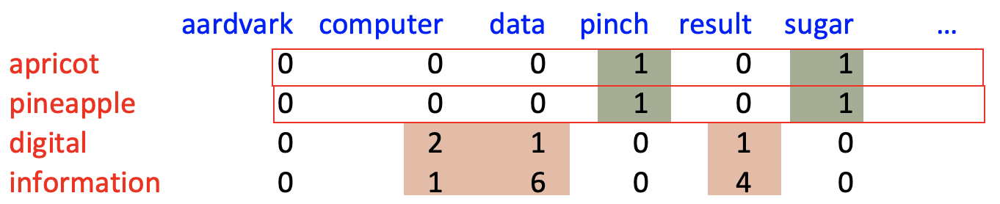 aardvark computer data pinch result sugar …
apricot 0 0 0 1 0 1
pineapple 0 0 0 1 0 1
digital 0 2 1 0 1 0
information 0 1 6 0 4 0